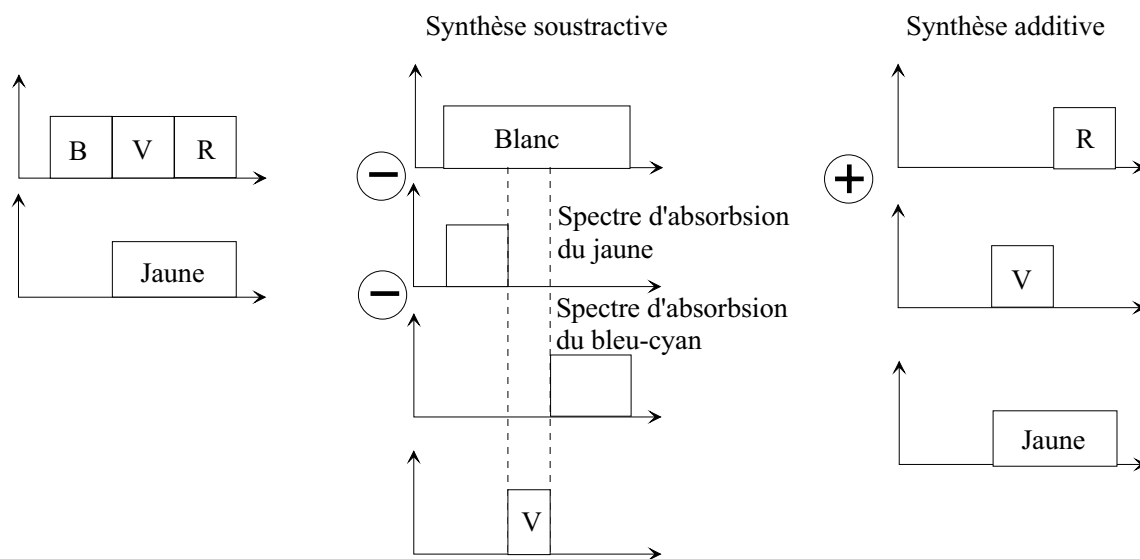 Synthèse soustractive
Synthèse additive
B V R
Jaune
Blanc
−
Spectre d'absorbsion
du jaune
−
Spectre d'absorbsion
du bleu-cyan
V
R
+
V
Jaune